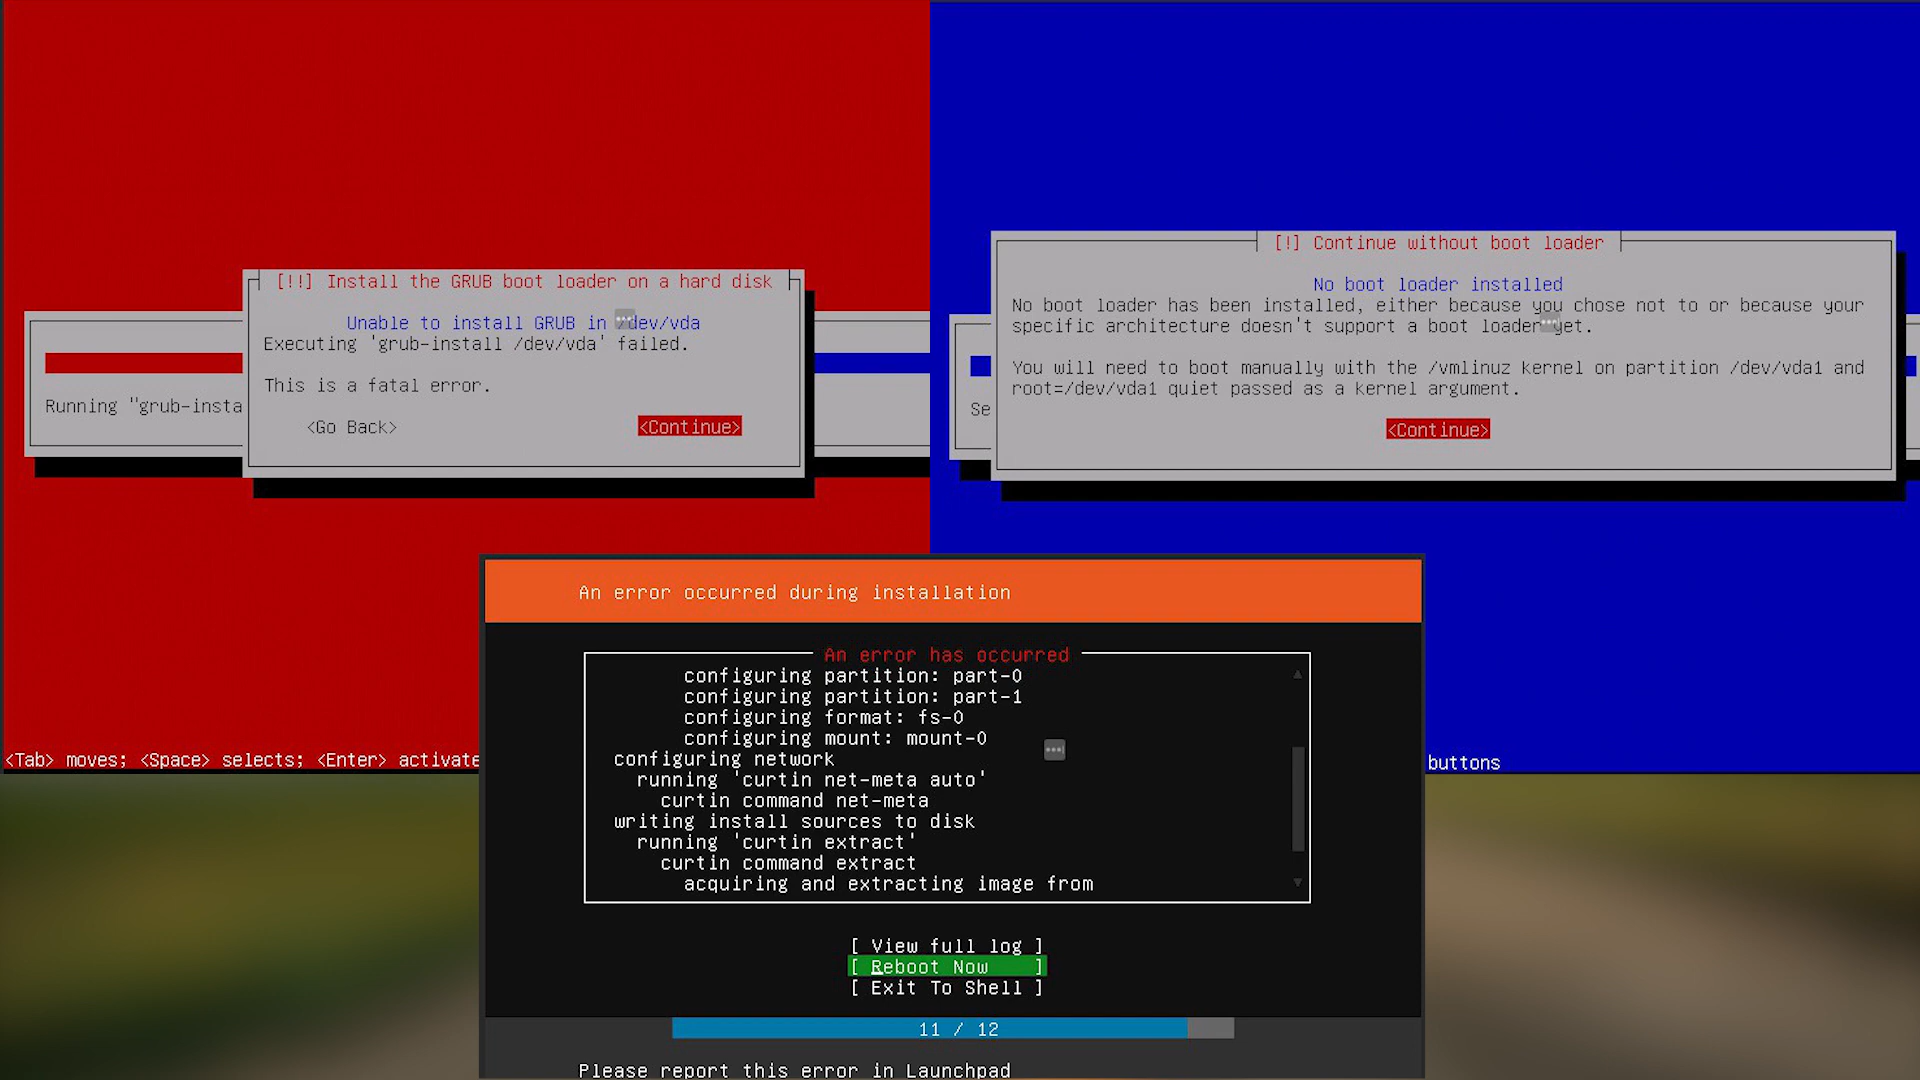 [!!] Install the GRUB boot loader on a hard disk
Unable to install GRUB in /dev/vda
Executing 'grub-install /dev/vda' failed.
This is a fatal error.
<Go Back> <Continue>
Running "grub-insta
<Tab> moves; <Space> selects; <Enter> activate
[!] Continue without boot loader
No boot loader installed
No boot loader has been installed, either because you chose not to or because your
specific architecture doesn't support a boot loader yet.
You will need to boot manually with the /vmlinuz kernel on partition /dev/vda1 and
root=/dev/vda1 quiet passed as a kernel argument.
Se
<Continue>
buttons
An error occurred during installation
An error has occurred
configuring partition: part-0
configuring partition: part-1
configuring format: fs-0
configuring mount: mount-0
configuring network
running 'curtin net-meta auto'
curtin command net-meta
writing install sources to disk
running 'curtin extract'
curtin command extract
acquiring and extracting image from
[ View full log ]
[ Reboot Now ]
[ Exit To Shell ]
11 / 12
Please report this error in Launchpad